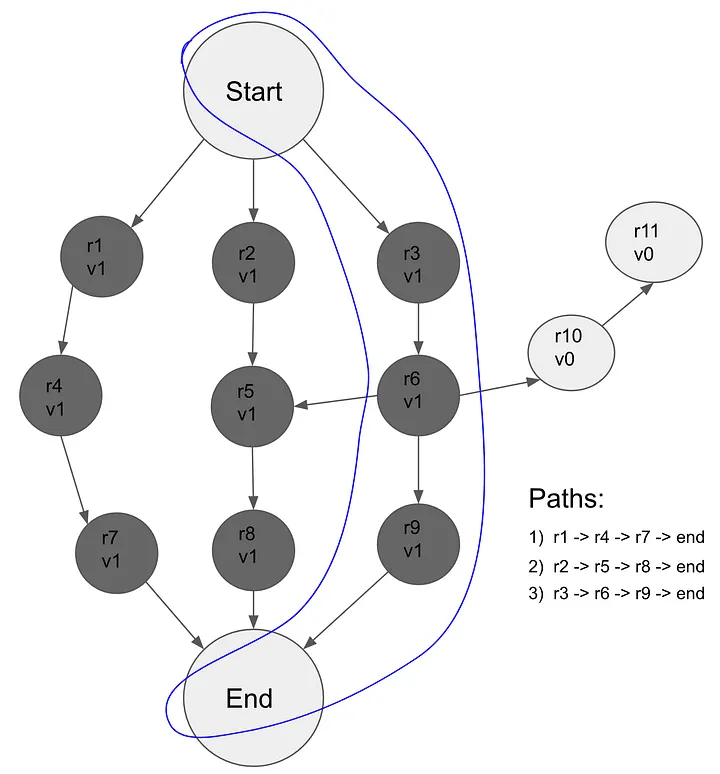 Start
r1
v1
r2
v1
r3
v1
r11
v0
r10
v0
r4
v1
r5
v1
r6
v1
r7
v1
r8
v1
r9
v1
Paths:
1) r1 -> r4 -> r7 -> end
2) r2 -> r5 -> r8 -> end
3) r3 -> r6 -> r9 -> end
End